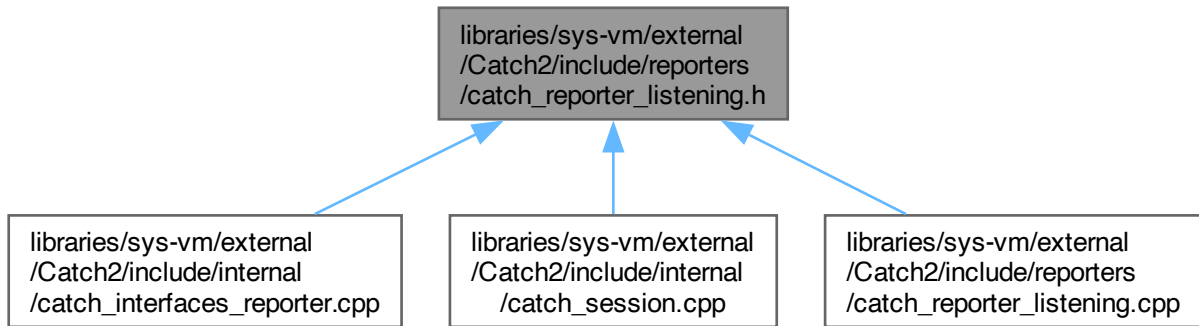 libraries/sys-vm/external
/Catch2/include/reporters
/catch_reporter_listening.h
libraries/sys-vm/external
/Catch2/include/internal
/catch_interfaces_reporter.cpp
libraries/sys-vm/external
/Catch2/include/internal
/catch_session.cpp
libraries/sys-vm/external
/Catch2/include/reporters
/catch_reporter_listening.cpp